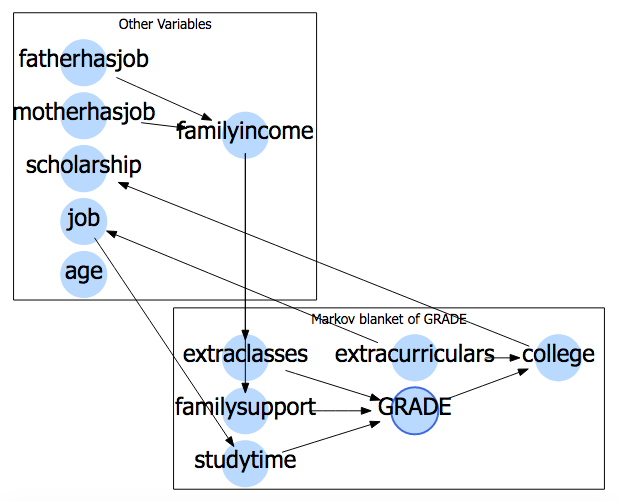 Other Variables
fatherhasjob
motherhasjob
familyincome
scholarship
job
age
Markov blanket of GRADE
extraclasses
extracurriculars
college
familysupport
GRADE
studytime